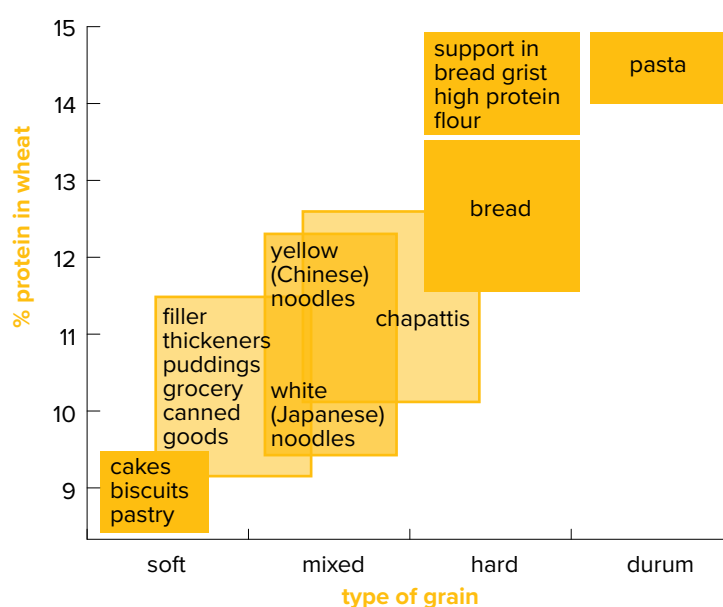 % protein in wheat
15
14
13
12
11
10
9
support in
bread grist
high protein
flour
pasta
bread
yellow
(Chinese)
noodles
chapattis
filler
thickeners
puddings
grocery
canned
goods
white
(Japanese)
noodles
cakes
biscuits
pastry
soft
mixed
hard
durum
type of grain